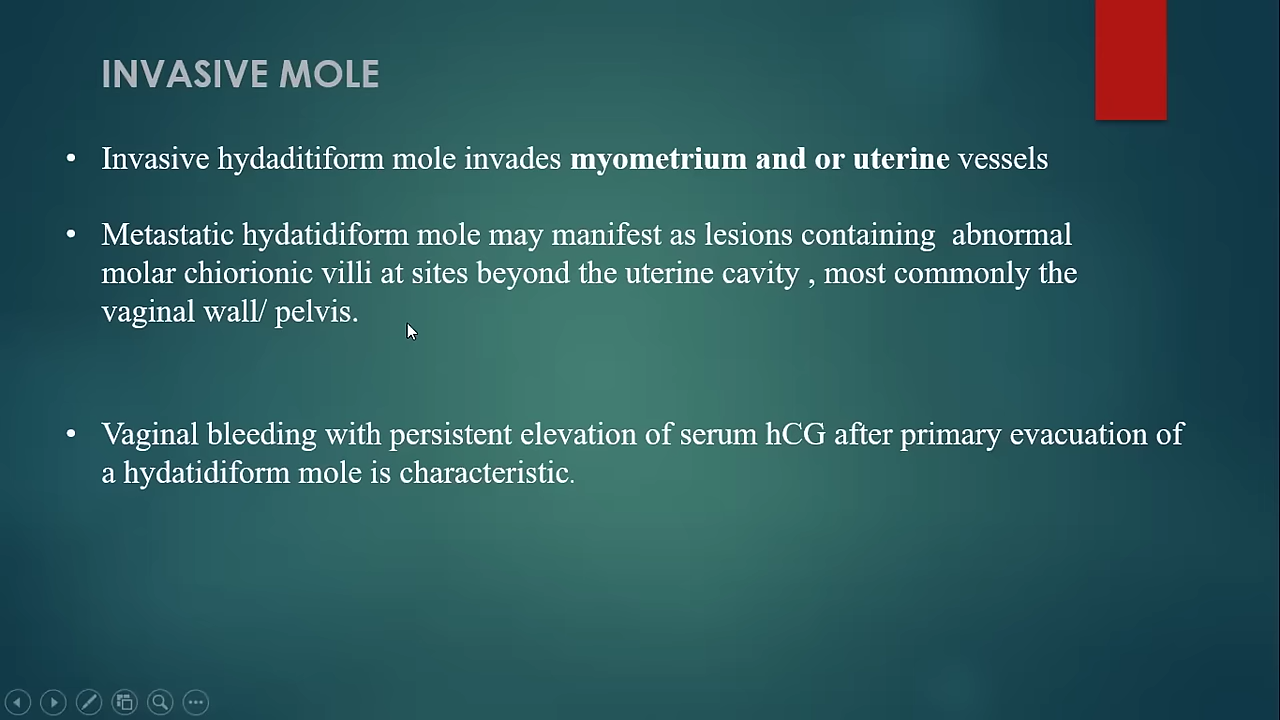 INVASIVE MOLE
• Invasive hydaditiform mole invades myometrium and or uterine vessels
• Metastatic hydatidiform mole may manifest as lesions containing abnormal
molar chiorionic villi at sites beyond the uterine cavity , most commonly the
vaginal wall/ pelvis.
• Vaginal bleeding with persistent elevation of serum hCG after primary evacuation of
a hydatidiform mole is characteristic.